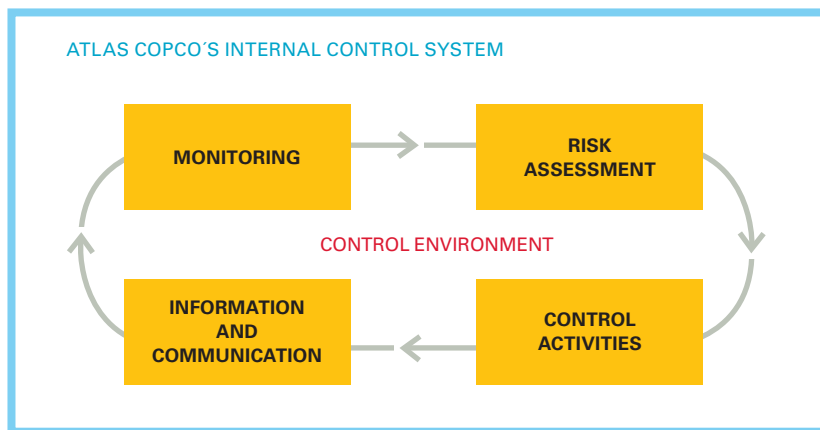 ATLAS COPCO´S INTERNAL CONTROL SYSTEM
MONITORING
RISK
ASSESSMENT
CONTROL ENVIRONMENT
INFORMATION
AND
COMMUNICATION
CONTROL
ACTIVITIES